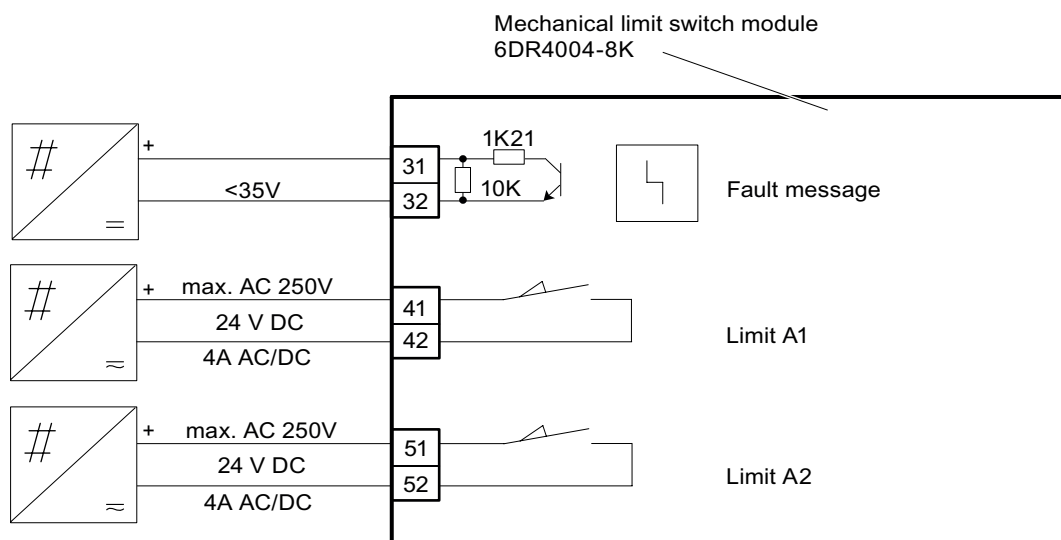 Mechanical limit switch module
6DR4004-8K
+
<35V
=
31
32
1K21
10K
Fault message
+
max. AC 250V
24 V DC
4A AC/DC
41
42
Limit A1
+
max. AC 250V
24 V DC
4A AC/DC
51
52
Limit A2